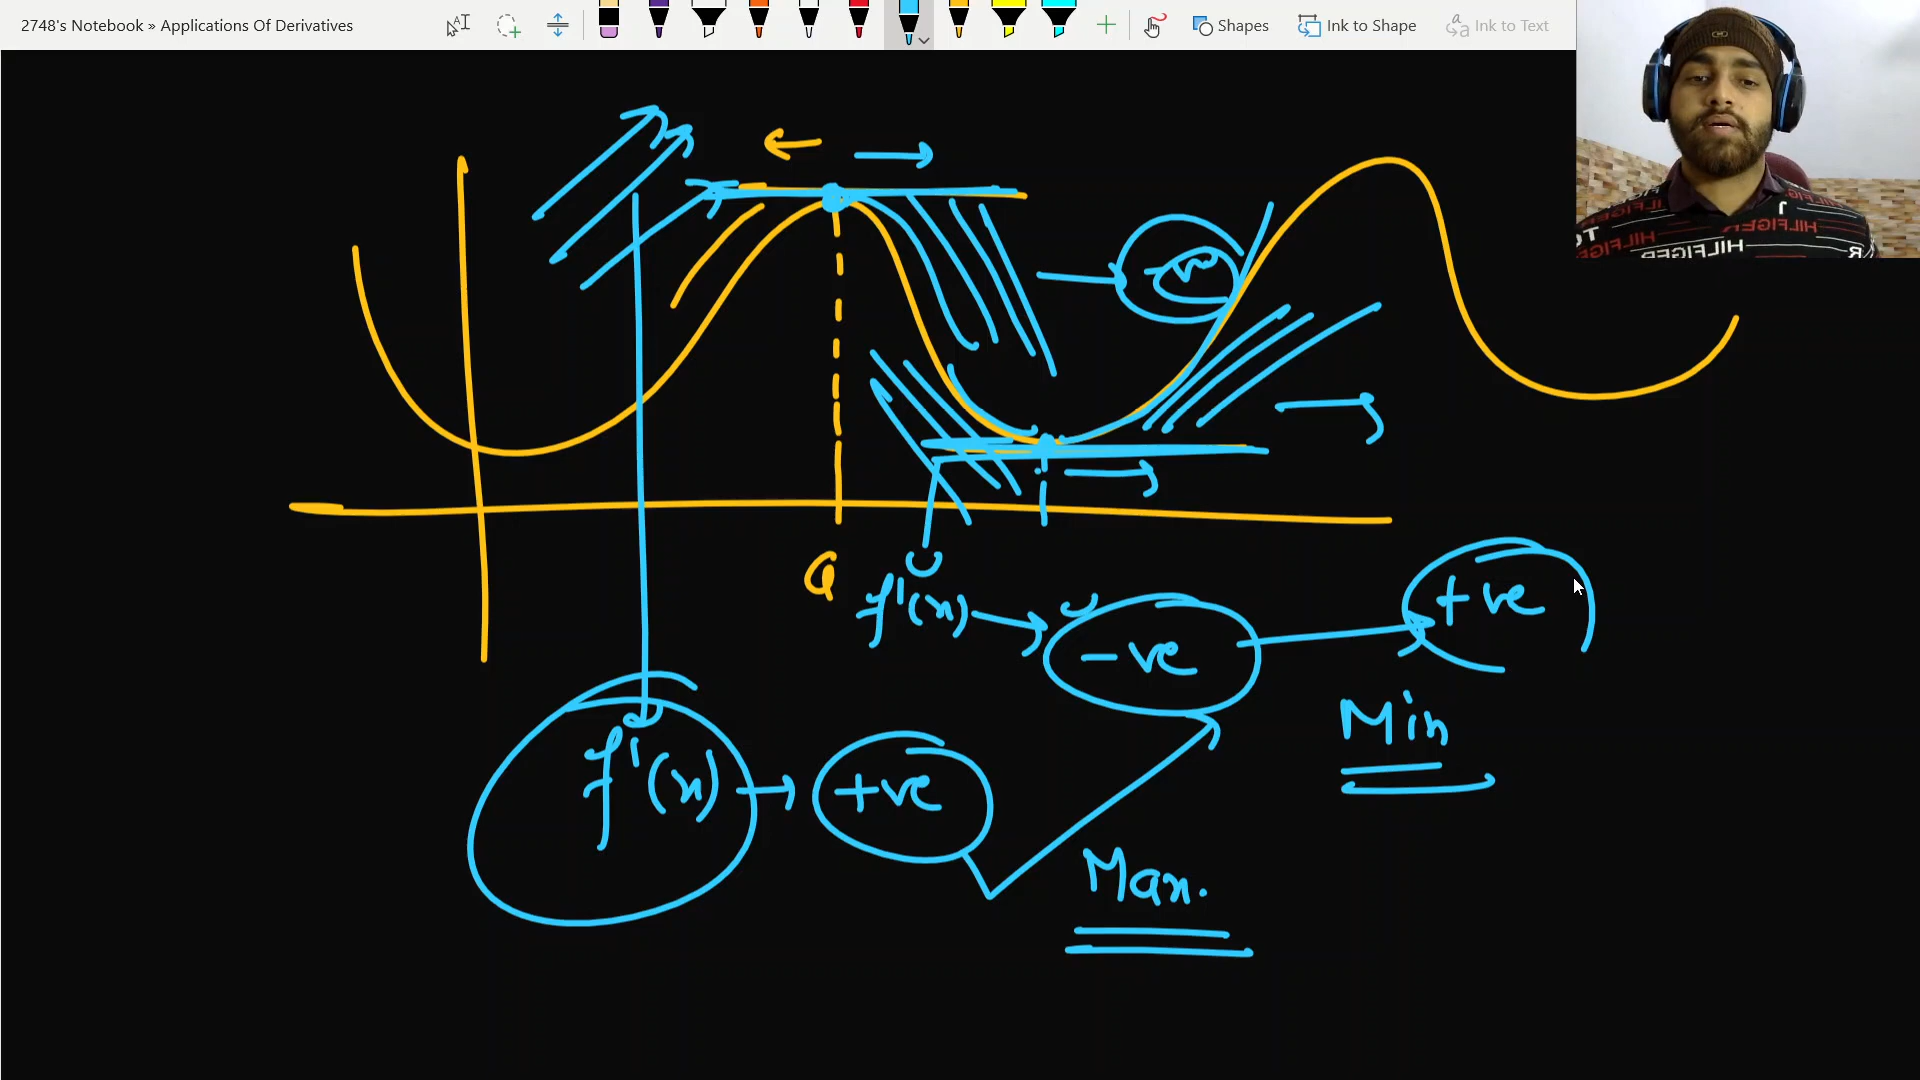 2748's Notebook » Applications Of Derivatives
Shapes
Ink to Shape
Ink to Text
a
f'(x)
-ve
+ve
Min
f'(x)
+ve
Max.